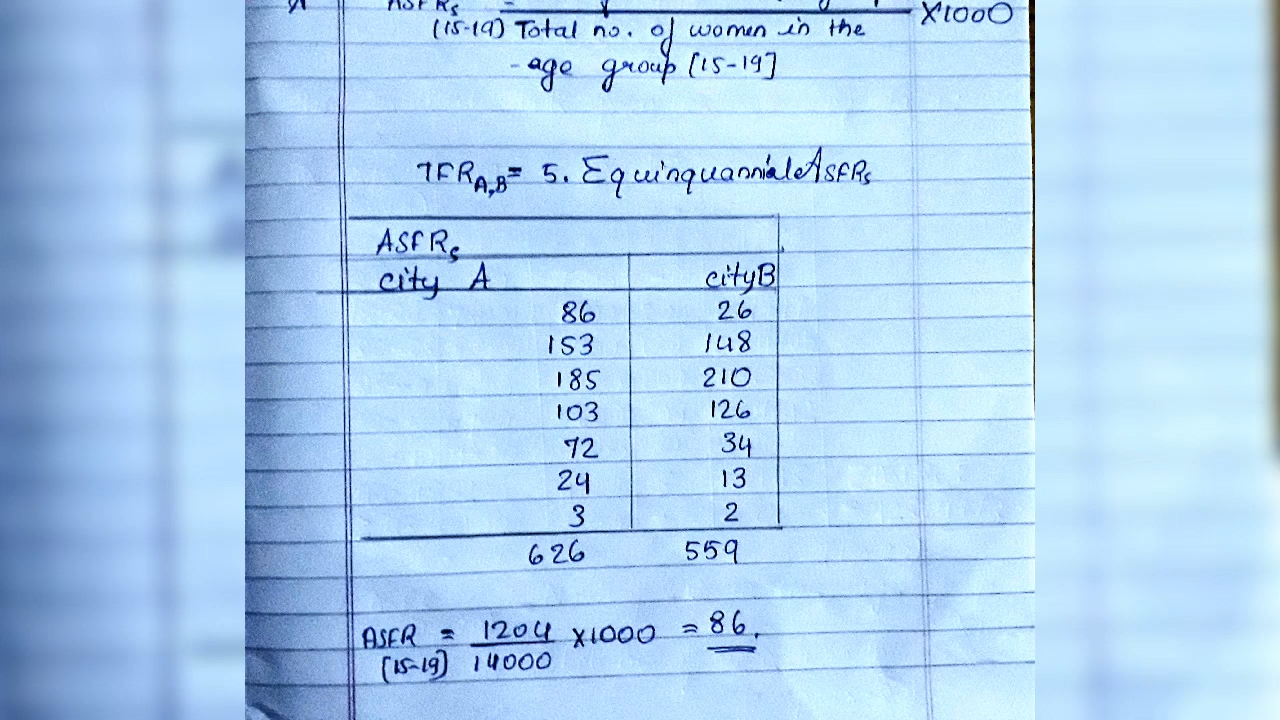 ASFRs X1000
(15-19) Total no. of women in the
-age group [15-19]
TFRA,B= 5. Equinquanniale ASFRs
ASFRs
city A city B
86 26
153 148
185 210
103 126
72 34
24 13
3 2
626 559
ASFR = 1204 X1000 = 86.
[15-19] 14000